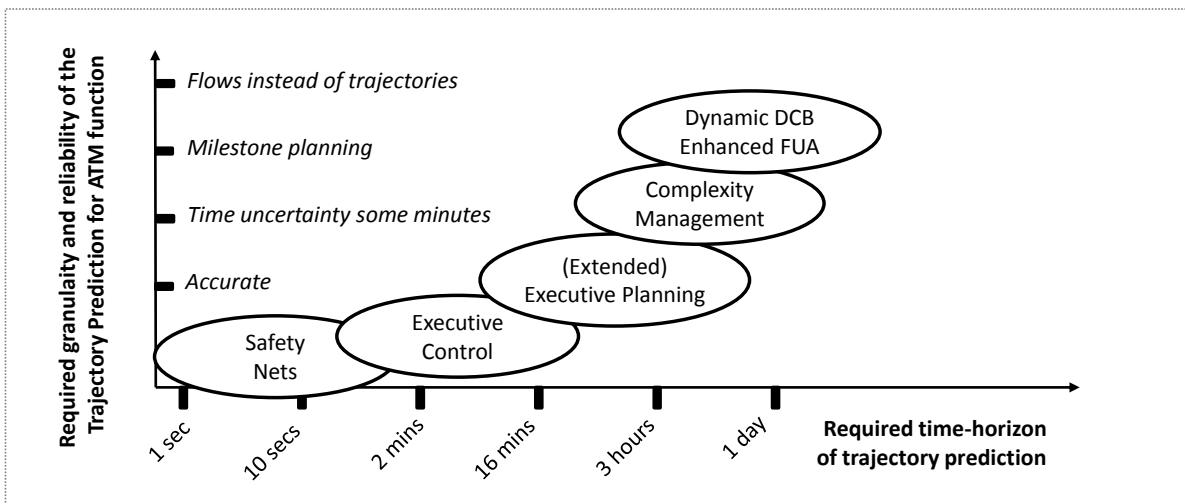 Required granulaity and reliability of the
Trajectory Prediction for ATM function
Flows instead of trajectories
Milestone planning
Time uncertainty some minutes
Accurate
Dynamic DCB
Enhanced FUA
Complexity
Management
(Extended)
Executive Planning
Executive
Control
Safety
Nets
1 sec
10 secs
2 mins
16 mins
3 hours
1 day
Required time-horizon
of trajectory prediction